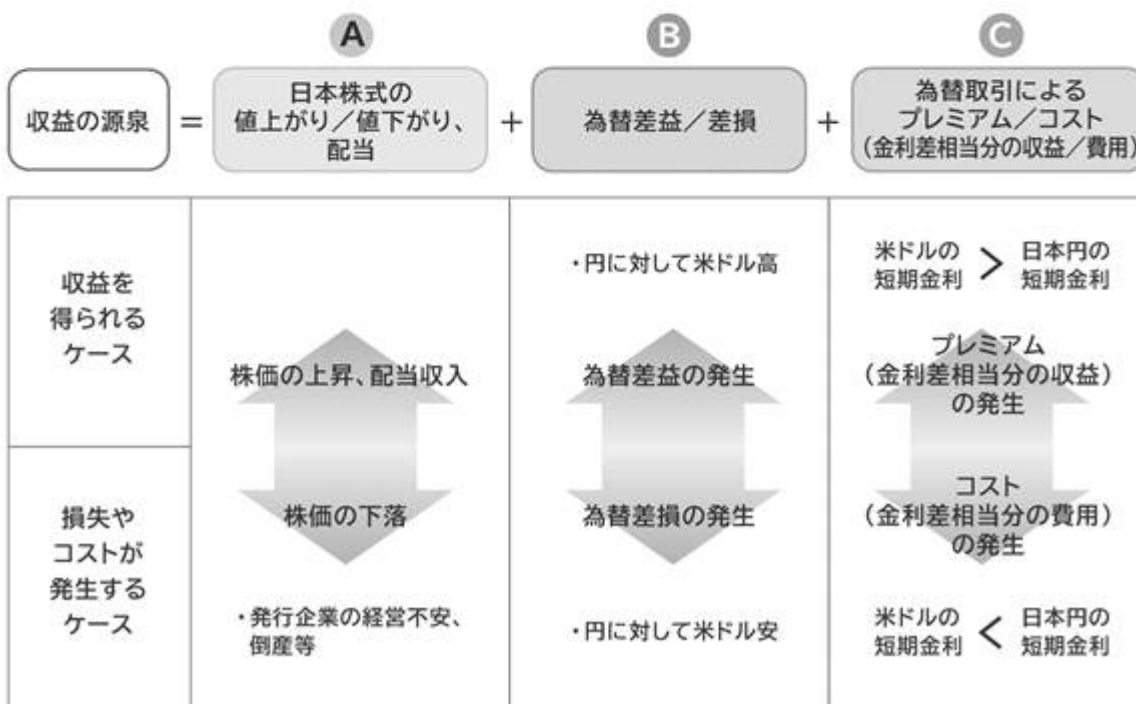 A
B
C
収益の源泉
=
日本株式の
値上がり／値下がり、
配当
+
為替差益／差損
+
為替取引による
プレミアム／コスト
(金利差相当分の収益／費用)
収益を
得られる
ケース
株価の上昇、配当収入
・円に対して米ドル高
為替差益の発生
米ドルの
短期金利
>
日本円の
短期金利
プレミアム
(金利差相当分の収益)
の発生
損失や
コストが
発生する
ケース
株価の下落
・発行企業の経営不安、
倒産等
為替差損の発生
・円に対して米ドル安
コスト
(金利差相当分の費用)
の発生
米ドルの
短期金利
<
日本円の
短期金利